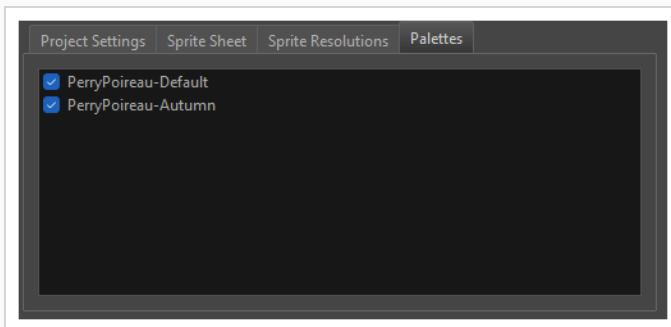 Project Settings Sprite Sheet Sprite Resolutions Palettes
PerryPoireau-Default
PerryPoireau-Autumn